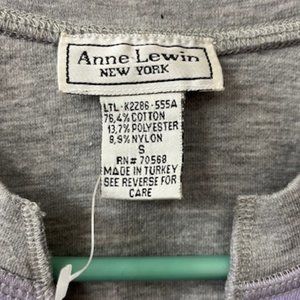 Anne Lewin
NEW YORK
LTL-K2286-555A
76,4% COTTON
13,7% POLYESTER
9,9% NYLON
S
RN# 70568
MADE IN TURKEY
SEE REVERSE FOR
CARE